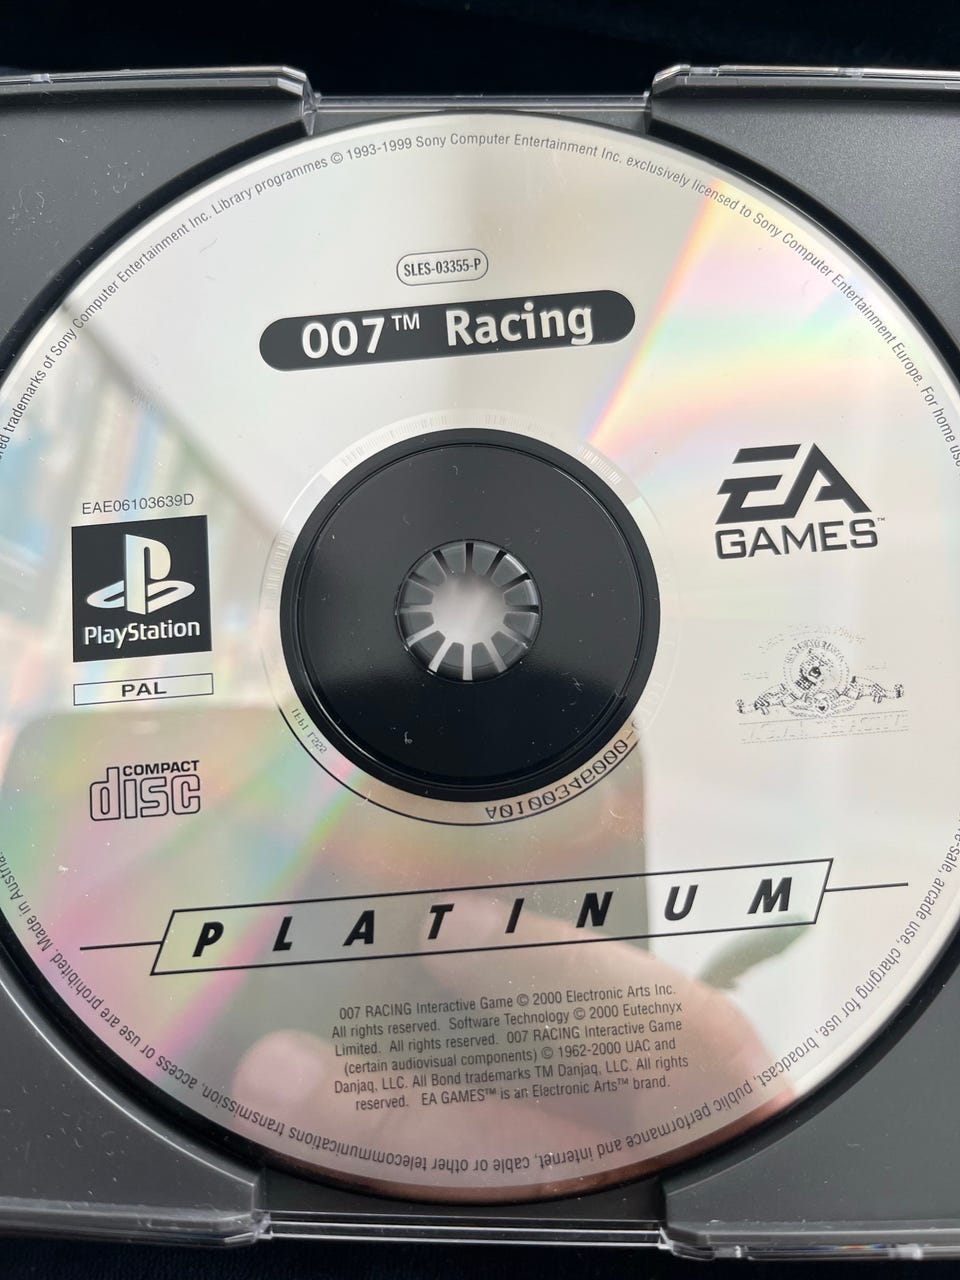 red trademarks of Sony Computer Entertainment Inc. Library programmes © 1993-1999 Sony Computer Entertainment Inc. exclusively licensed to Sony Computer Entertainment Europe. For home use
SLES-03355-P
007™ Racing
EA
GAMES™
EAE06103639D
PlayStation
PAL
COMPACT
disc
PLATINUM
007 RACING Interactive Game © 2000 Electronic Arts Inc.
All rights reserved. Software Technology © 2000 Eutechnyx
Limited. All rights reserved. 007 RACING Interactive Game
(certain audiovisual components) © 1962-2000 UAC and
Danjaq, LLC. All Bond trademarks TM Danjaq, LLC. All rights
reserved. EA GAMES™ is an Electronic Arts™ brand.
re-sale, arcade use, charging for use, broadcast, public performance and internet, cable or other telecommunications transmission, access or use are prohibited. Made in Austria.